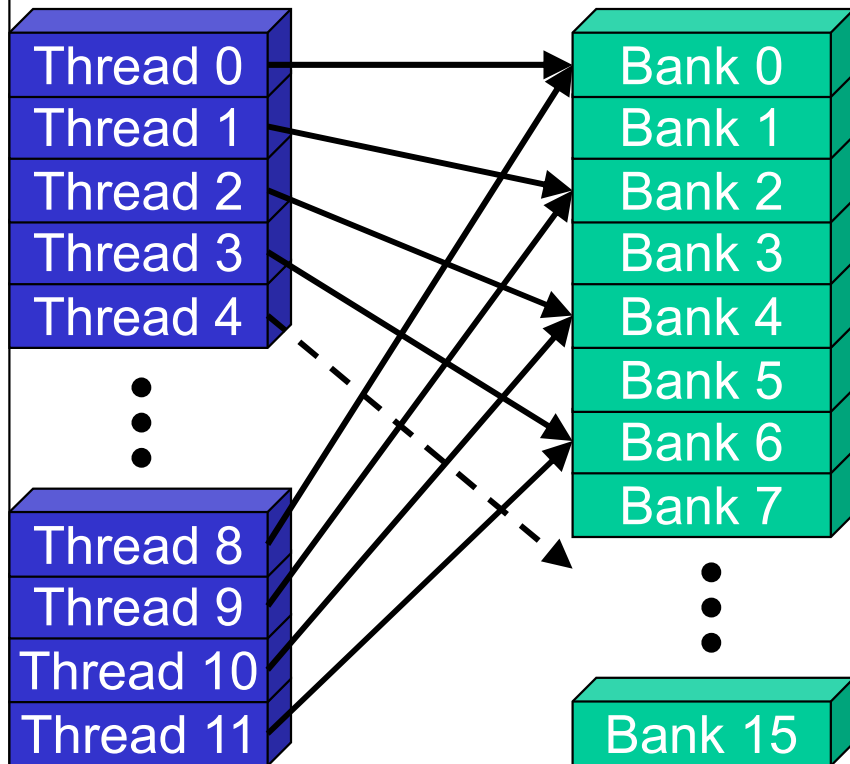 Thread 0
Thread 1
Thread 2
Thread 3
Thread 4
Thread 8
Thread 9
Thread 10
Thread 11
Bank 0
Bank 1
Bank 2
Bank 3
Bank 4
Bank 5
Bank 6
Bank 7
Bank 15